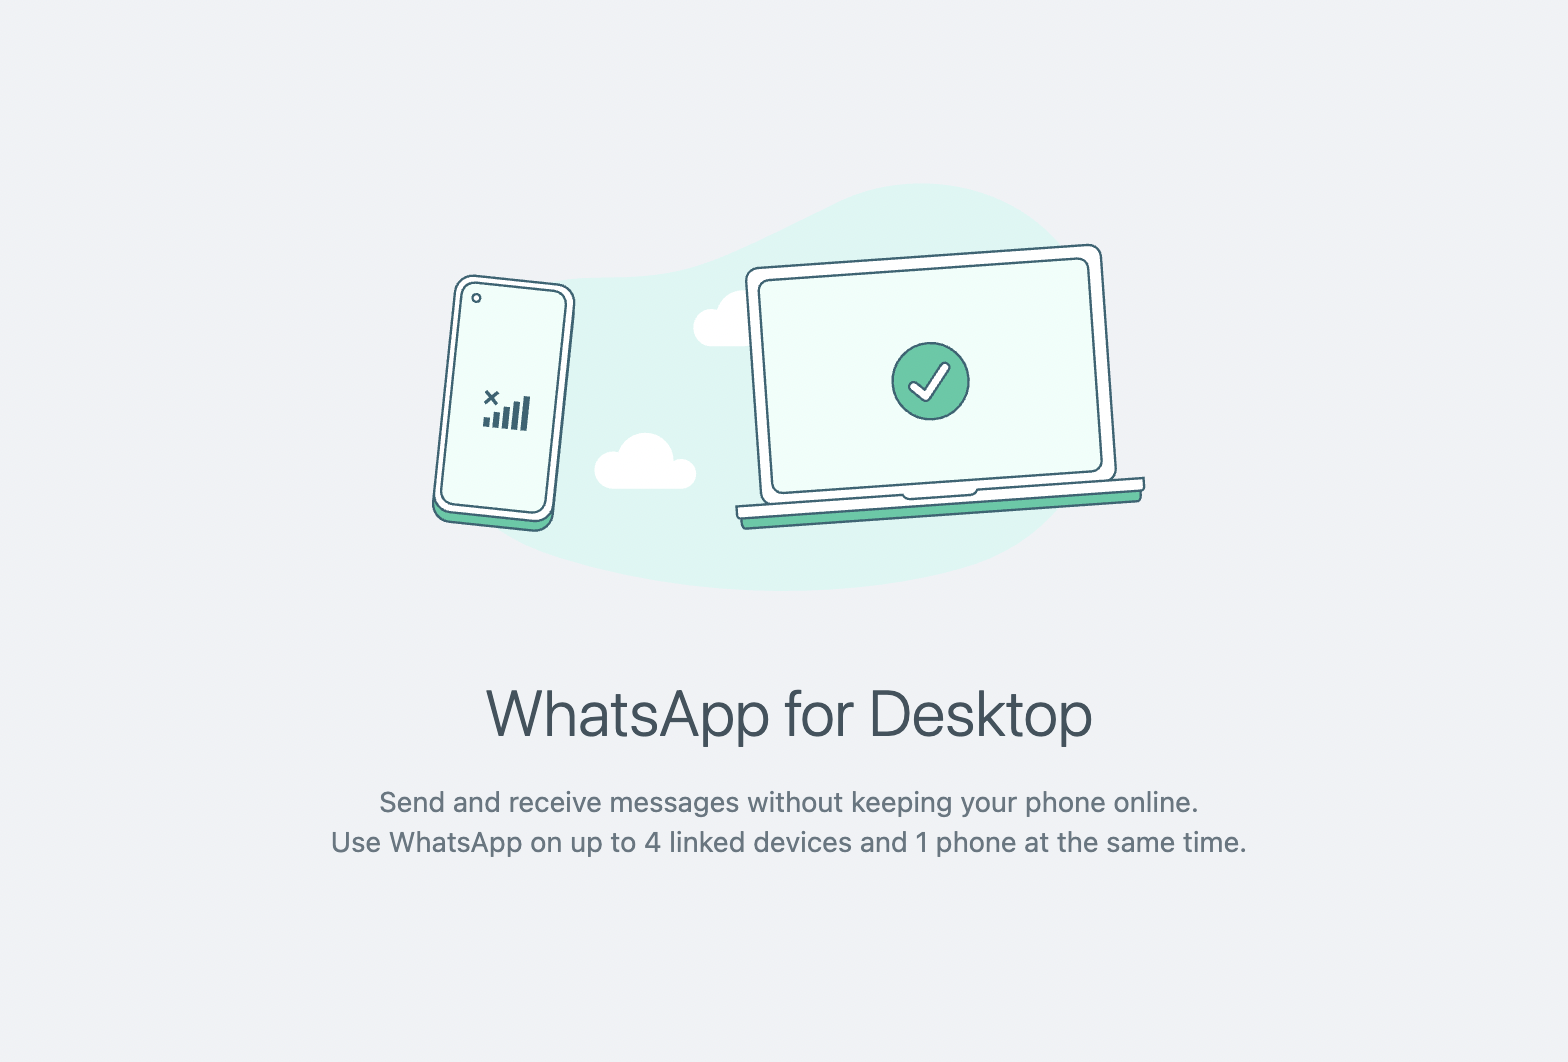 WhatsApp for Desktop
Send and receive messages without keeping your phone online.
Use WhatsApp on up to 4 linked devices and 1 phone at the same time.